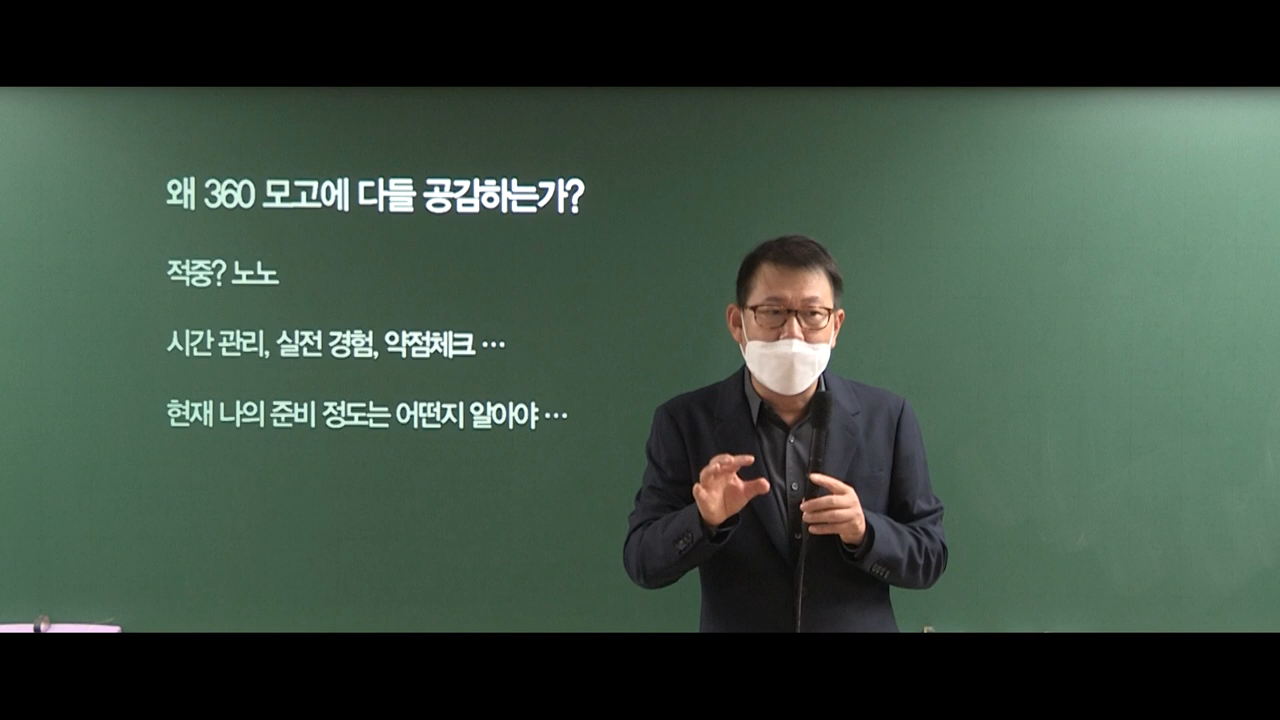 왜 360 모고에 다들 공감하는가?
적중? 노노
시간 관리, 실전 경험, 약점체크 …
현재 나의 준비 정도는 어떤지 알아야 …